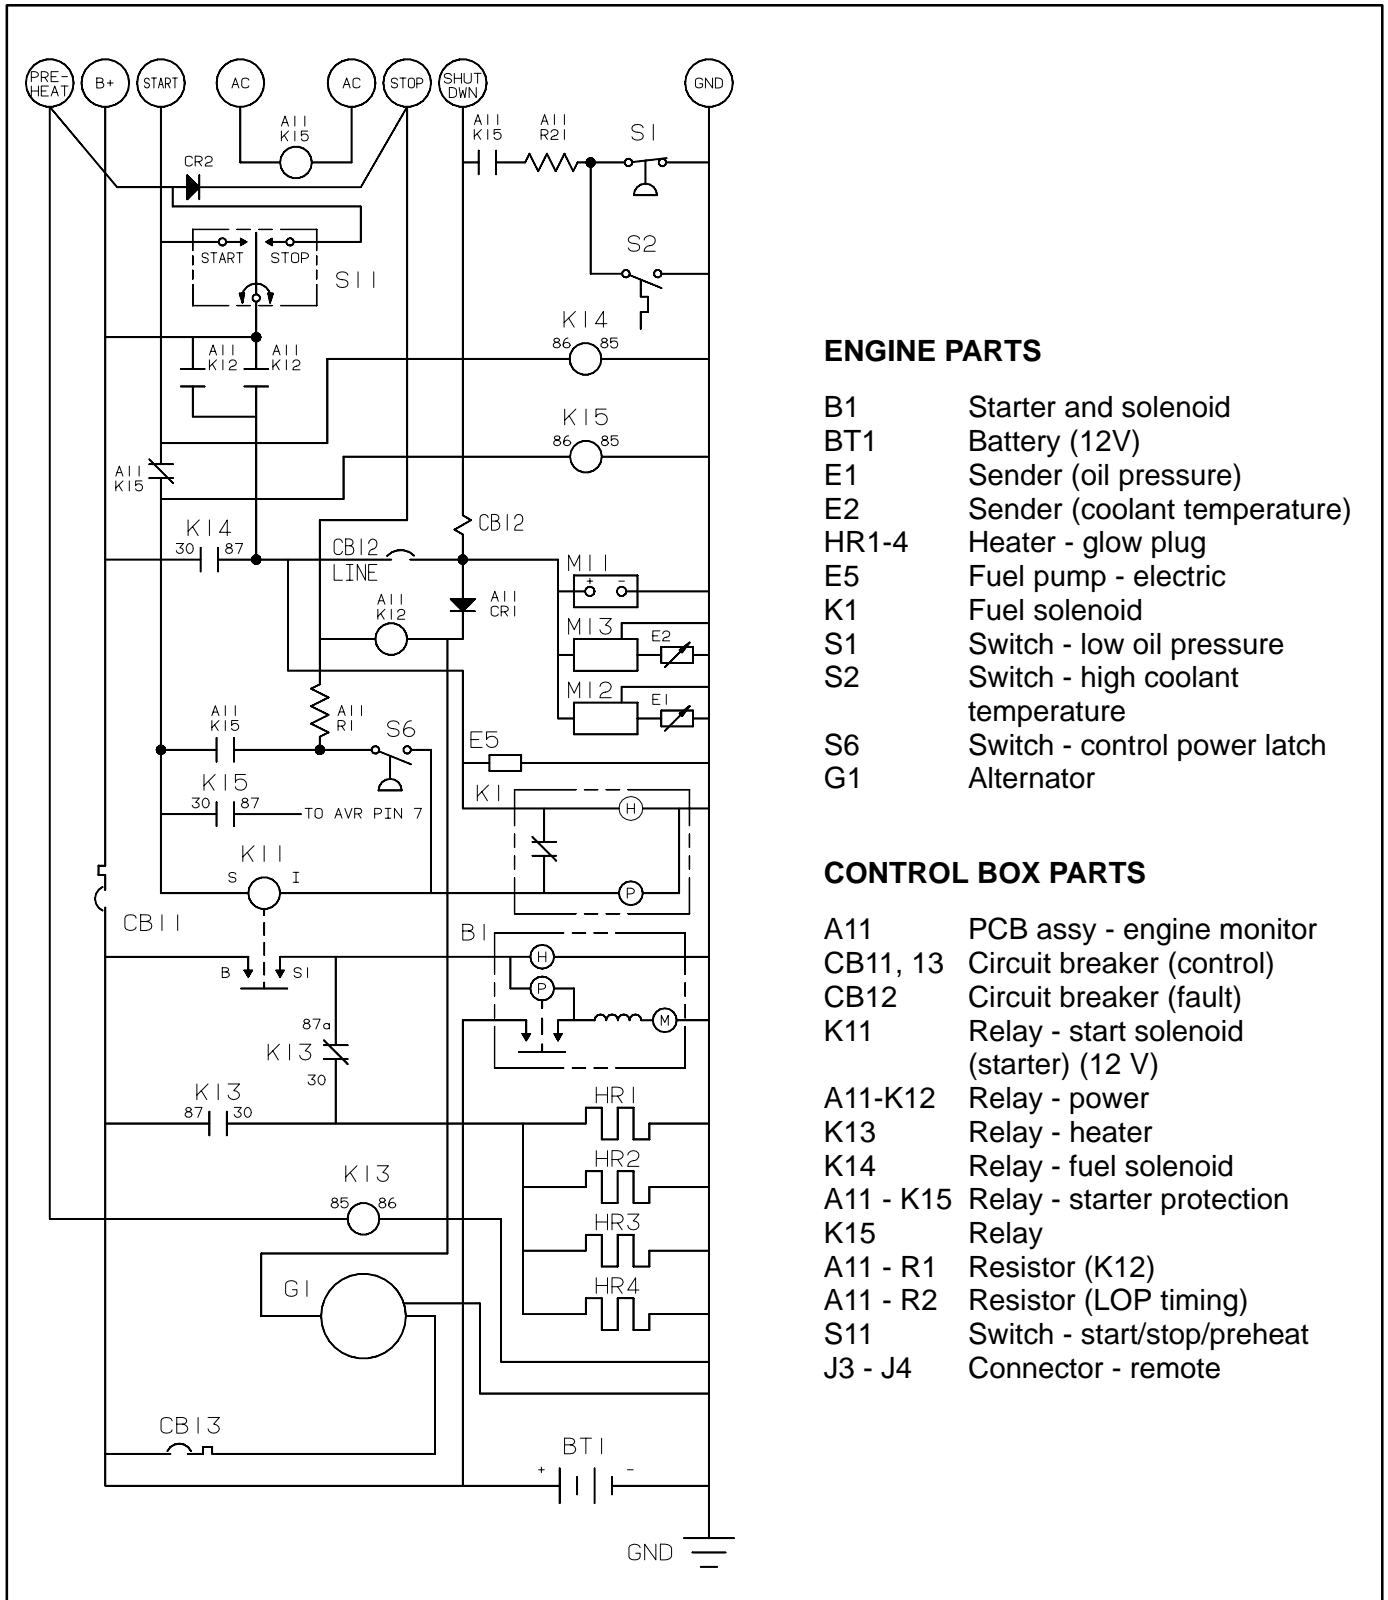 PRE-
HEAT
B+
START
AC
AC
STOP
SHUT
DWN
GND
A11
K15
A11
K15
A11
R21
S1
CR2
START
STOP
S11
S2
K14
86
85
A11
K12
A11
K12
K15
86
85
A11
K15
K14
30
87
CB12
CB12
LINE
M11
+
-
A11
K12
A11
CR1
M13
E2
M12
E1
A11
K15
A11
R1
S6
E5
K15
30
87
TO AVR PIN 7
K1
H
K11
S
I
P
CB11
B1
B
S1
H
P
87a
K13
30
M
K13
87
30
HR1
HR2
K13
85
86
HR3
G1
HR4
CB13
BT1
+
-
GND
ENGINE PARTS
B1 Starter and solenoid
BT1 Battery (12V)
E1 Sender (oil pressure)
E2 Sender (coolant temperature)
HR1-4 Heater - glow plug
E5 Fuel pump - electric
K1 Fuel solenoid
S1 Switch - low oil pressure
S2 Switch - high coolant
temperature
S6 Switch - control power latch
G1 Alternator
CONTROL BOX PARTS
A11 PCB assy - engine monitor
CB11, 13 Circuit breaker (control)
CB12 Circuit breaker (fault)
K11 Relay - start solenoid
(starter) (12 V)
A11-K12 Relay - power
K13 Relay - heater
K14 Relay - fuel solenoid
A11 - K15 Relay - starter protection
K15 Relay
A11 - R1 Resistor (K12)
A11 - R2 Resistor (LOP timing)
S11 Switch - start/stop/preheat
J3 - J4 Connector - remote